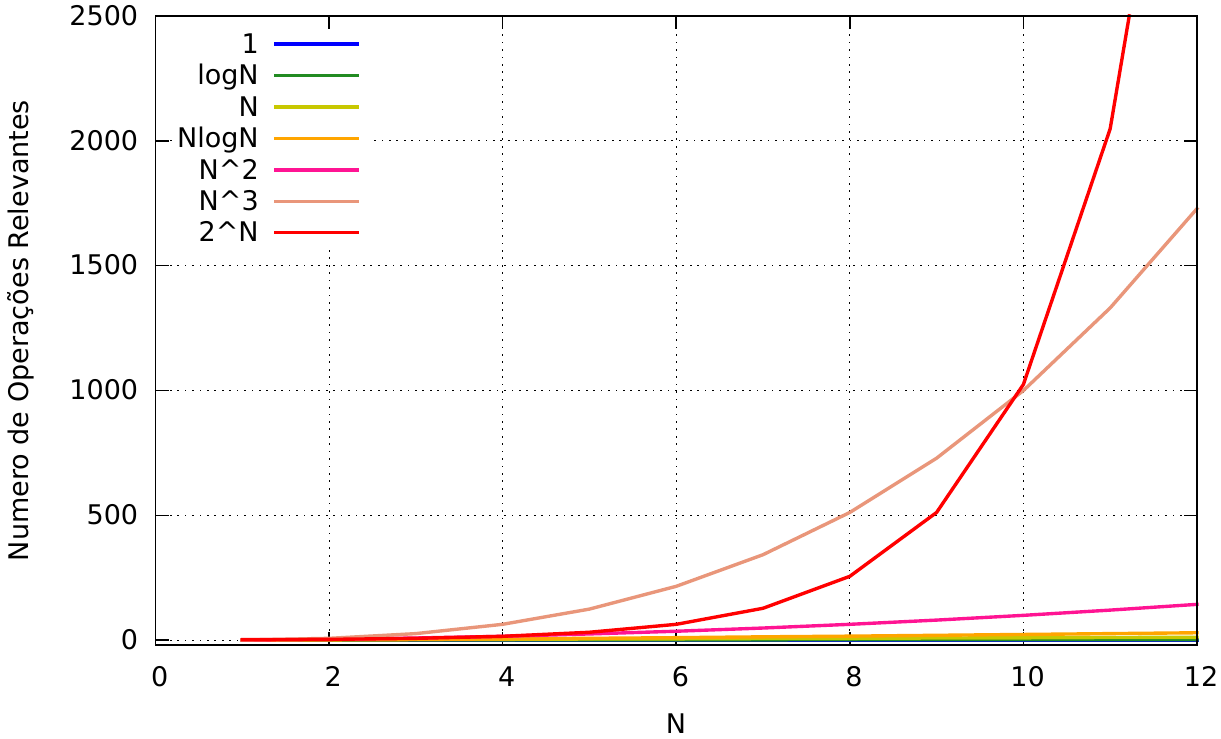 2500
2000
1500
1000
500
0
Numero de Operações Relevantes
1
logN
N
NlogN
N^2
N^3
2^N
0 2 4 6 8 10 12
N